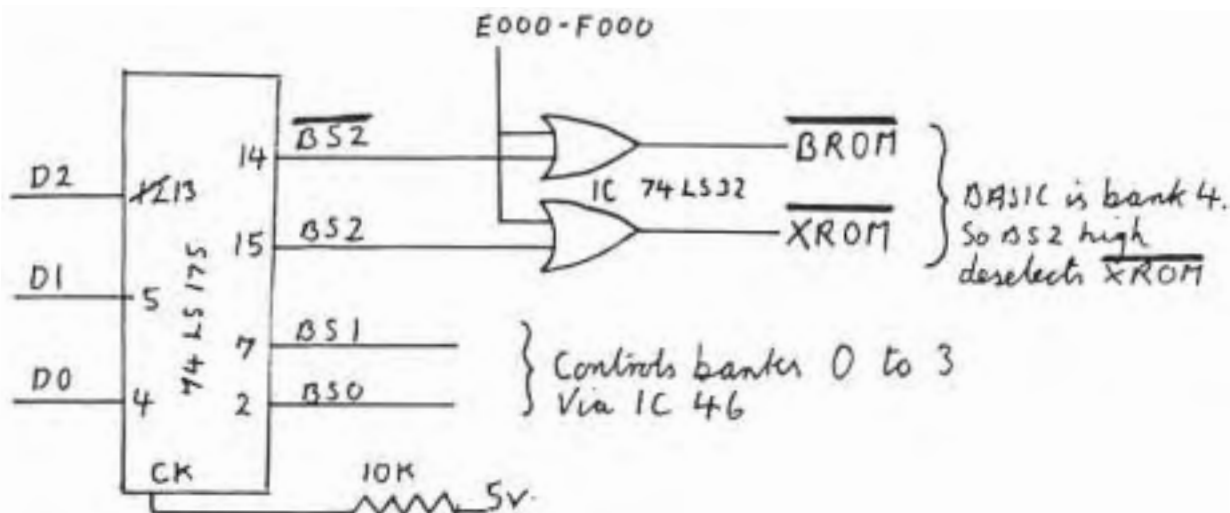 E000-F000
BS2
BROM
14
D2
13
IC 74LS32
BASIC is bank 4.
So BS2 high
deselects XROM
15
BS2
XROM
D1
5
74 LS 175
7
BS1
Controls
0 to 3
Via IC 46
D0
4
2
BS0
CK
10K
5v.